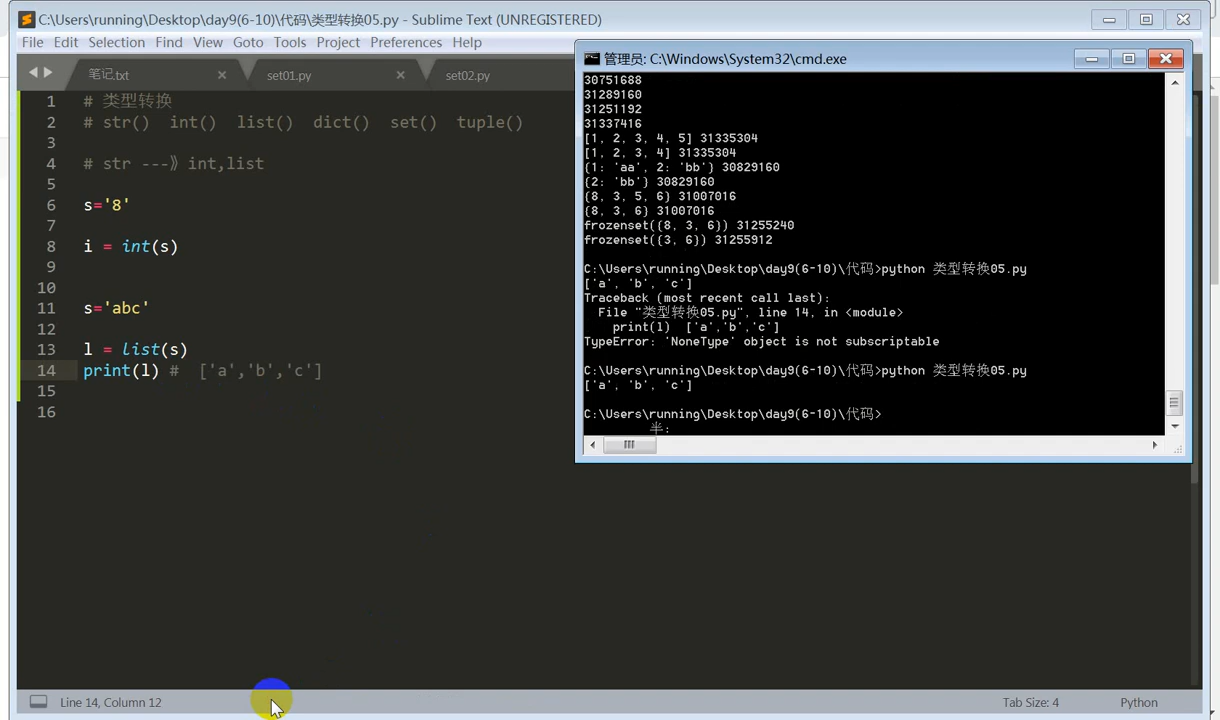 C:\Users\running\Desktop\day9(6-10)\代码\类型转换05.py - Sublime Text (UNREGISTERED)
File Edit Selection Find View Goto Tools Project Preferences Help
笔记.txt × set01.py × set02.py
1 # 类型转换
2 # str() int() list() dict() set() tuple()
3
4 # str ---》 int,list
5
6 s='8'
7
8 i = int(s)
9
10
11 s='abc'
12
13 l = list(s)
14 print(l) # ['a','b','c']
15
16
管理员: C:\Windows\System32\cmd.exe
30751688
31289160
31251192
31337416
[1, 2, 3, 4, 5] 31335304
[1, 2, 3, 4] 31335304
{1: 'aa', 2: 'bb'} 30829160
{2: 'bb'} 30829160
{8, 3, 5, 6} 31007016
{8, 3, 6} 31007016
frozenset({8, 3, 6}) 31255240
frozenset({3, 6}) 31255912
C:\Users\running\Desktop\day9(6-10)\代码>python 类型转换05.py
['a', 'b', 'c']
Traceback (most recent call last):
File "类型转换05.py", line 14, in <module>
print(l) ['a','b','c']
TypeError: 'NoneType' object is not subscriptable
C:\Users\running\Desktop\day9(6-10)\代码>python 类型转换05.py
['a', 'b', 'c']
C:\Users\running\Desktop\day9(6-10)\代码>
半:
Line 14, Column 12 Tab Size: 4 Python